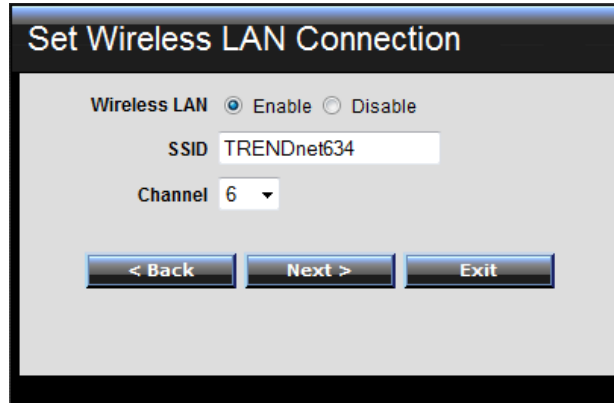 Set Wireless LAN Connection
Wireless LAN Enable Disable
SSID TRENDnet634
Channel 6
< Back Next > Exit